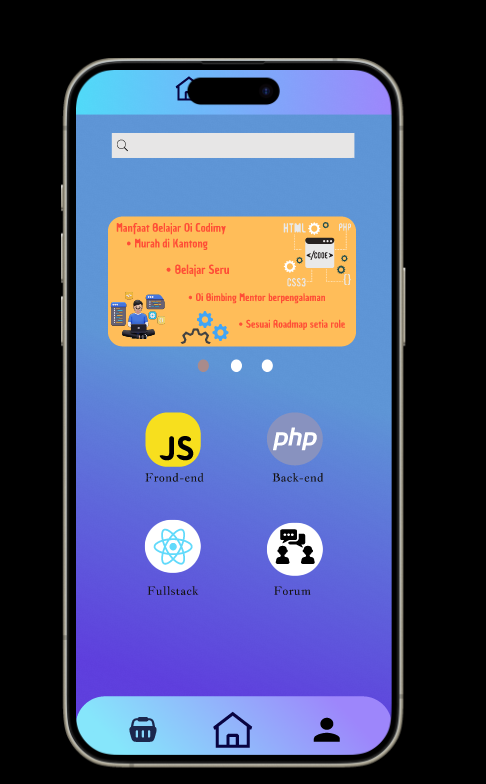 Manfaat Belajar Di Codimy
• Murah di Kantong
• Belajar Seru
• Di Bimbing Mentor berpengalaman
• Sesuai Roadmap setia role
HTML
PHP
</CODE>
CSS3
{}
JS
php
Frond-end
Back-end
Fullstack
Forum